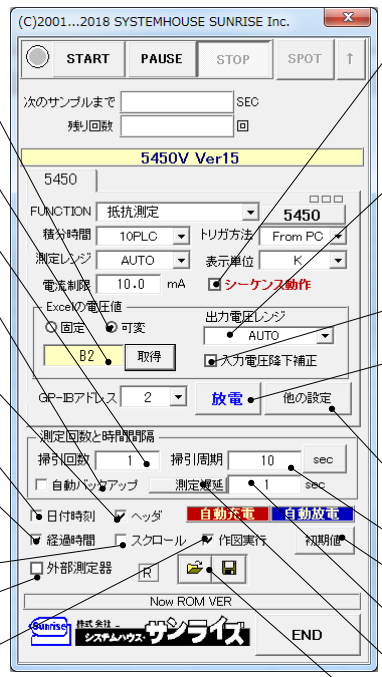 (C)2001...2018 SYSTEMHOUSE SUNRISE Inc. x
START PAUSE STOP SPOT ↑
次のサンプルまで SEC
残り回数 回
5450V Ver15
5450
FUNCTION 抵抗測定 5450
積分時間 10PLC トリガ方法 From PC
測定レンジ AUTO 表示単位 K
電流制限 10.0 mA シーケンス動作
Excelの電圧値 出力電圧レンジ
固定 可変 AUTO
B2 取得 入力電圧降下補正
GP-IBアドレス 2 放電 他の設定
測定回数と時間間隔
掃引回数 1 掃引周期 10 sec
自動バックアップ 測定遅延 1 sec
日付時刻 ヘッダ 自動充電 自動放電
経過時間 スクロール 作図実行 初期値
外部測定器 R
Now ROM VER
Sunrise 株式会社 システムハウス・サンライズ END